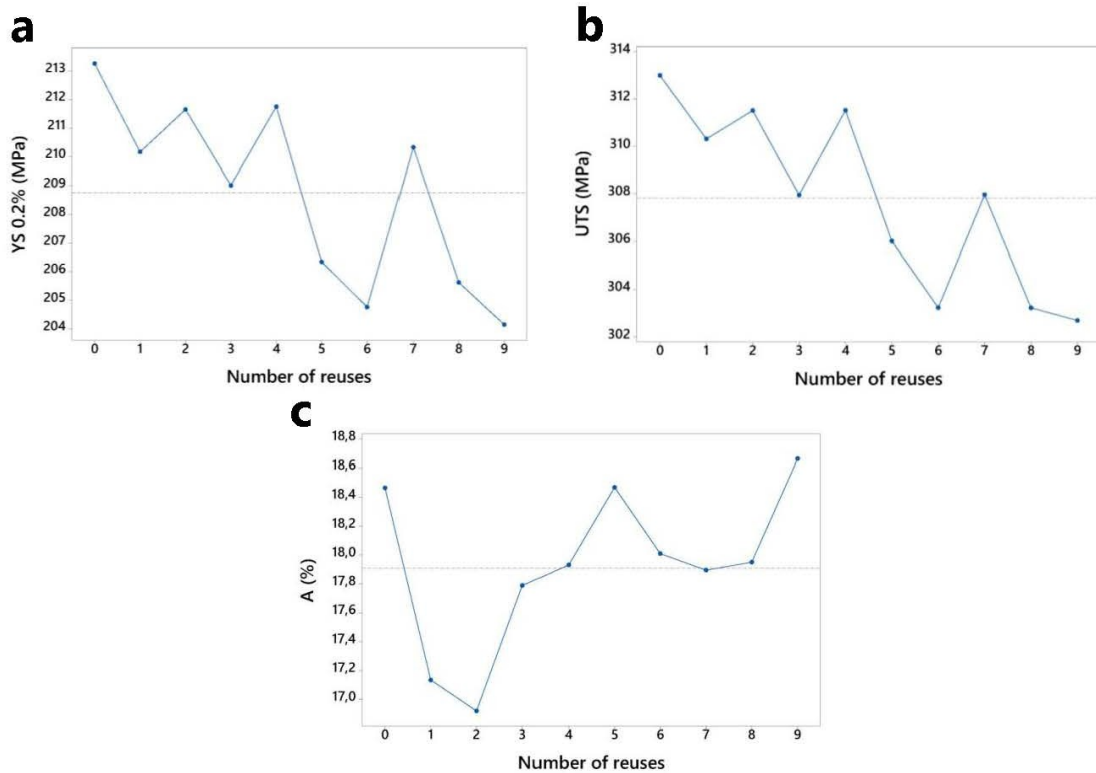 a
YS 0.2% (MPa)
213
212
211
210
209
208
207
206
205
204
0 1 2 3 4 5 6 7 8 9
Number of reuses
b
UTS (MPa)
314
312
310
308
306
304
302
0 1 2 3 4 5 6 7 8 9
Number of reuses
c
A (%)
18,8
18,6
18,4
18,2
18,0
17,8
17,6
17,4
17,2
17,0
0 1 2 3 4 5 6 7 8 9
Number of reuses